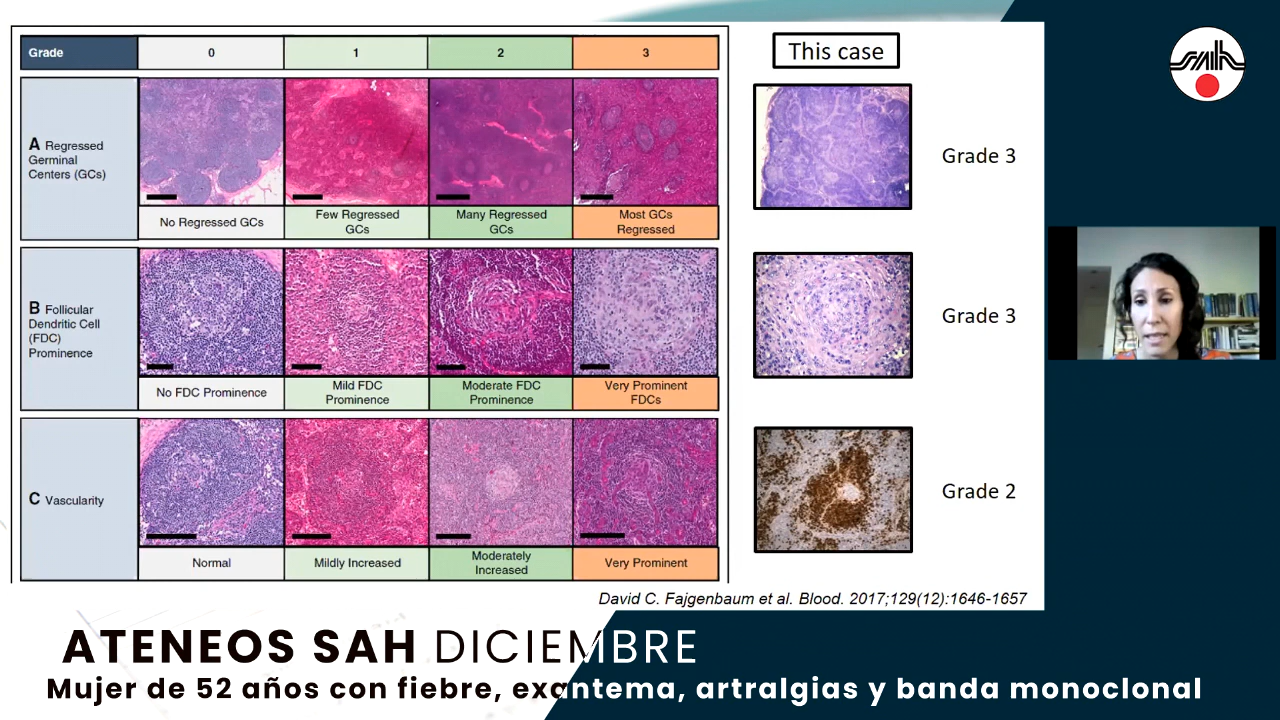 Grade 0 1 2 3
This case
A Regressed
Germinal
Centers (GCs)
No Regressed GCs
Few Regressed
GCs
Many Regressed
GCs
Most GCs
Regressed
Grade 3
B Follicular
Dendritic Cell
(FDC)
Prominence
No FDC Prominence
Mild FDC
Prominence
Moderate FDC
Prominence
Very Prominent
FDCs
Grade 3
C Vascularity
Normal
Mildly Increased
Moderately
Increased
Very Prominent
Grade 2
David C. Fajgenbaum et al. Blood. 2017;129(12):1646-1657
ATENEOS SAH DICIEMBRE
Mujer de 52 años con fiebre, exantema, artralgias y banda monoclonal
sah